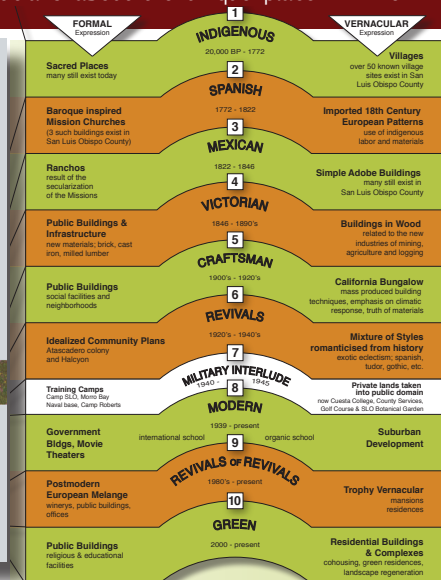 FORMAL
Expression
VERNACULAR
Expression
1
INDIGENOUS
20,000 BP - 1772
Sacred Places
many still exist today
Villages
over 50 known village
sites exist in San
Luis Obispo County
2
SPANISH
1772 - 1822
Baroque inspired
Mission Churches
(3 such buildings exist in
San Luis Obispo County)
Imported 18th Century
European Patterns
use of indigenous
labor and materials
3
MEXICAN
1822 - 1846
Ranchos
result of the
secularization
of the Missions
Simple Adobe Buildings
many still exist in
San Luis Obispo County
4
VICTORIAN
1846 - 1890's
Public Buildings &
Infrastructure
new materials; brick, cast
iron, milled lumber
Buildings in Wood
related to the new
industries of mining,
agriculture and logging
5
CRAFTSMAN
1900's - 1920's
Public Buildings
social facilities and
neighborhoods
California Bungalow
mass produced building
techniques, emphasis on climatic
response, truth of materials
6
REVIVALS
1920's - 1940's
Idealized Community Plans
Atascadero colony
and Halcyon
Mixture of Styles
romanticised from history
exotic eclectism; spanish,
tudor, gothic, etc.
7
MILITARY INTERLUDE
1940 - 1945
Training Camps
Camp SLO, Morro Bay
Naval base, Camp Roberts
Private lands taken
into public domain
now Cuesta College, County Services,
Golf Course & SLO Botanical Garden
8
MODERN
1939 - present
international school
organic school
Government
Bldgs, Movie
Theaters
Suburban
Development
9
REVIVALS OF REVIVALS
1980's - present
Postmodern
European Melange
winerys, public buildings,
offices
Trophy Vernacular
mansions
residences
10
GREEN
2000 - present
Public Buildings
religious & educational
facilities
Residential Buildings
& Complexes
cohousing, green residences,
landscape regeneration